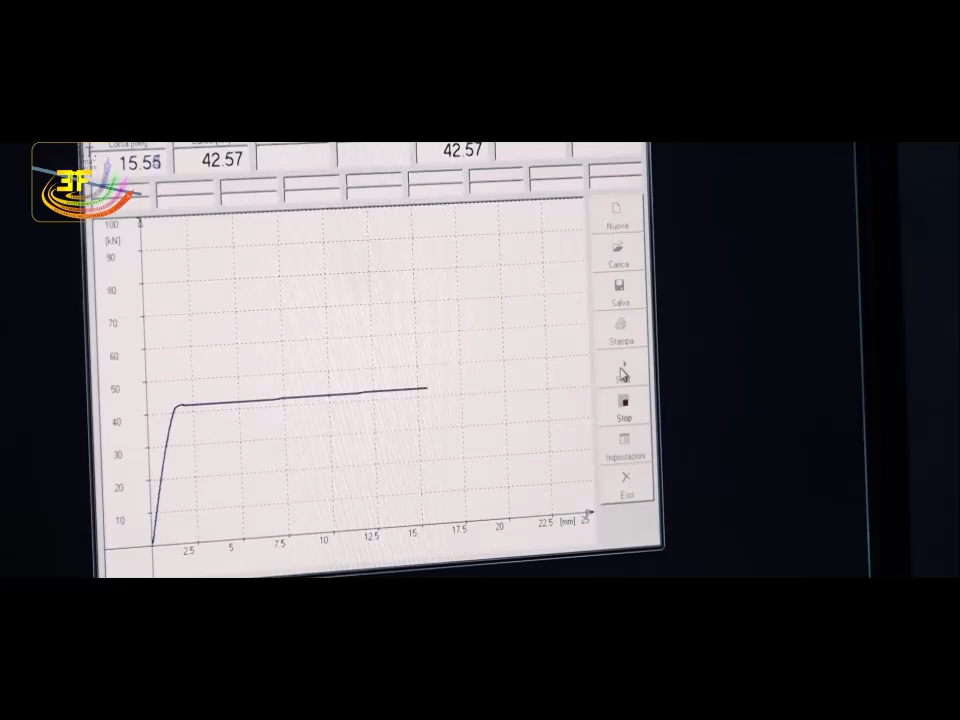 Corsa [mm]
15.55
42.57
42.57
3F
100
[kN]
90
80
70
60
50
40
30
20
10
2.5
5
7.5
10
12.5
15
17.5
20
22.5
[mm]
25
Nuova
Carica
Salva
Stampa
Stop
Impostazioni
Esci